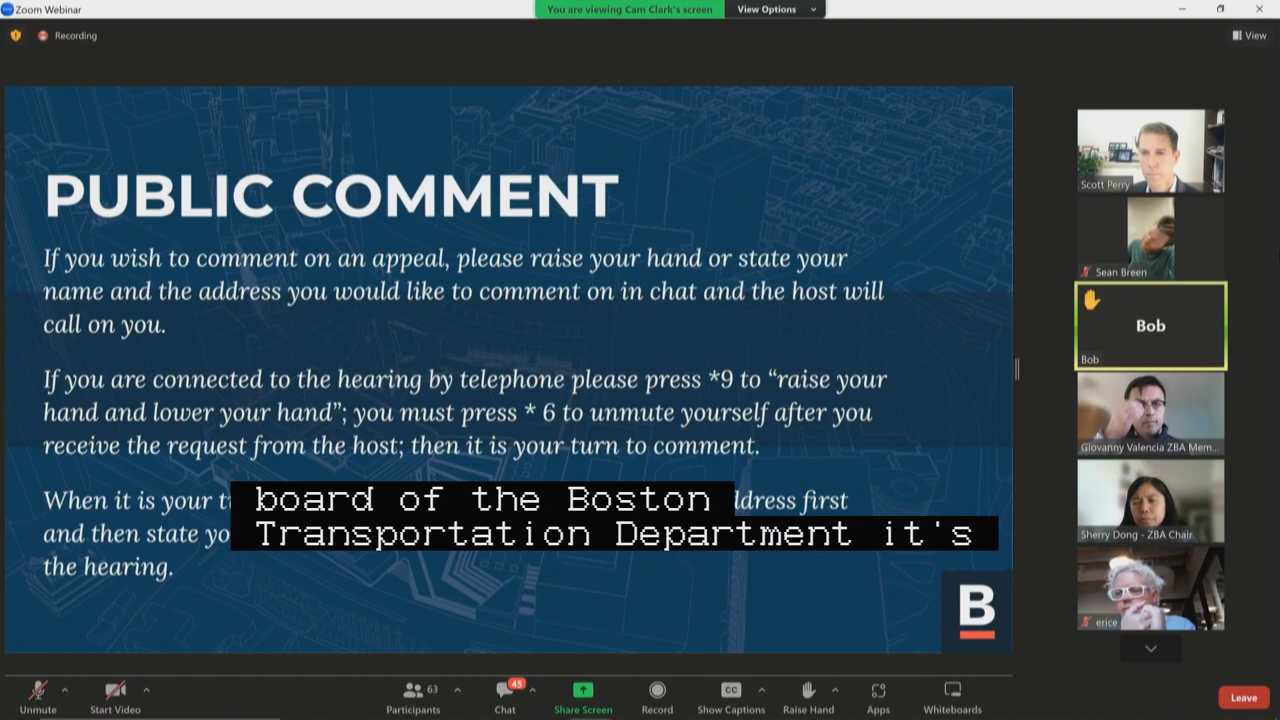 Zoom Webinar
You are viewing Cam Clark's screen
View Options
Recording
View
PUBLIC COMMENT
If you wish to comment on an appeal, please raise your hand or state your
name and the address you would like to comment on in chat and the host will
call on you.
If you are connected to the hearing by telephone please press *9 to “raise your
hand and lower your hand”; you must press * 6 to unmute yourself after you
receive the request from the host; then it is your turn to comment.
When it is your
first
and then state
the hearing.
board of the Boston
Transportation Department it's
B
Scott Perry
Sean Breen
Bob
Bob
Giovanny Valencia ZBA Mem...
Sherry Dong - ZBA Chair
erice
Unmute
Start Video
63
Participants
45
Chat
Share Screen
Record
CC
Show Captions
Raise Hand
Apps
Whiteboards
Leave